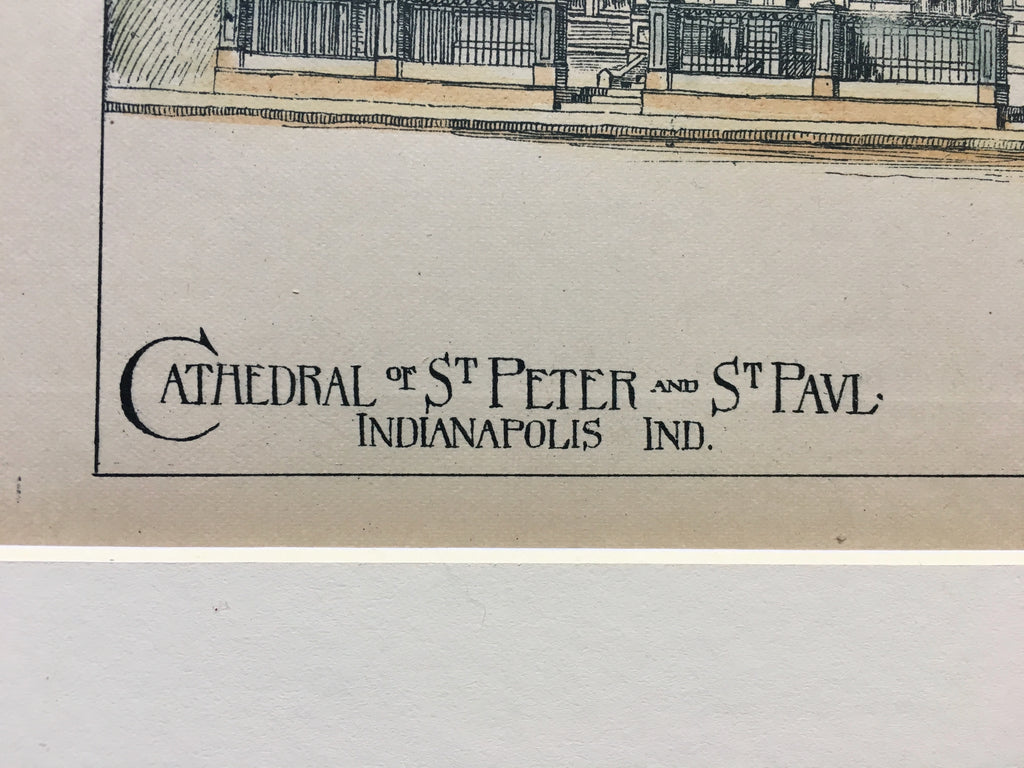 CATHEDRAL OF ST PETER AND ST PAVL.
INDIANAPOLIS IND.